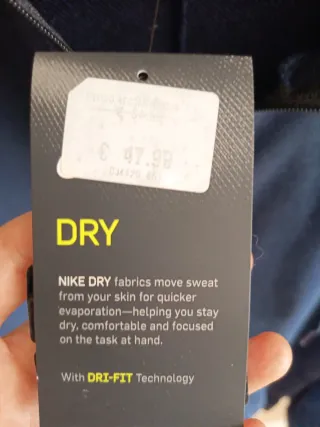 € 47.99
DRY
NIKE DRY fabrics move sweat
from your skin for quicker
evaporation—helping you stay
dry, comfortable and focused
on the task at hand.
With DRI-FIT Technology